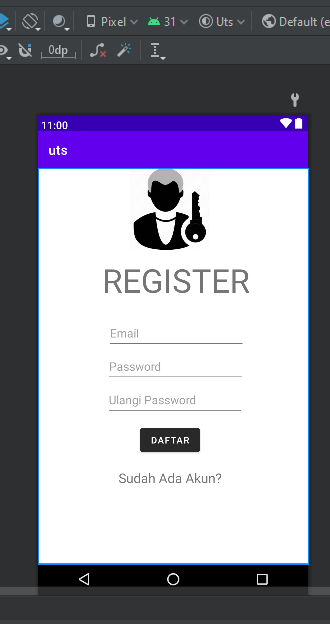 Pixel 31 Uts Default (e
0dp
11:00
uts
REGISTER
Email
Password
Ulangi Password
DAFTAR
Sudah Ada Akun?